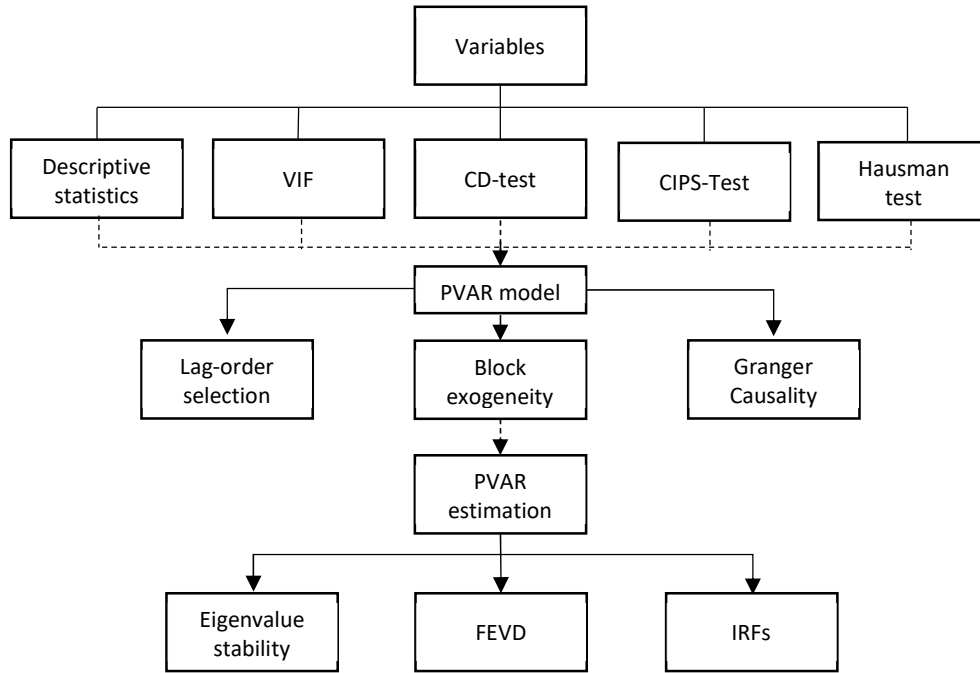 Variables
Descriptive
statistics
VIF
CD-test
CIPS-Test
Hausman
test
PVAR model
Lag-order
selection
Block
exogeneity
Granger
Causality
PVAR
estimation
Eigenvalue
stability
FEVD
IRFs